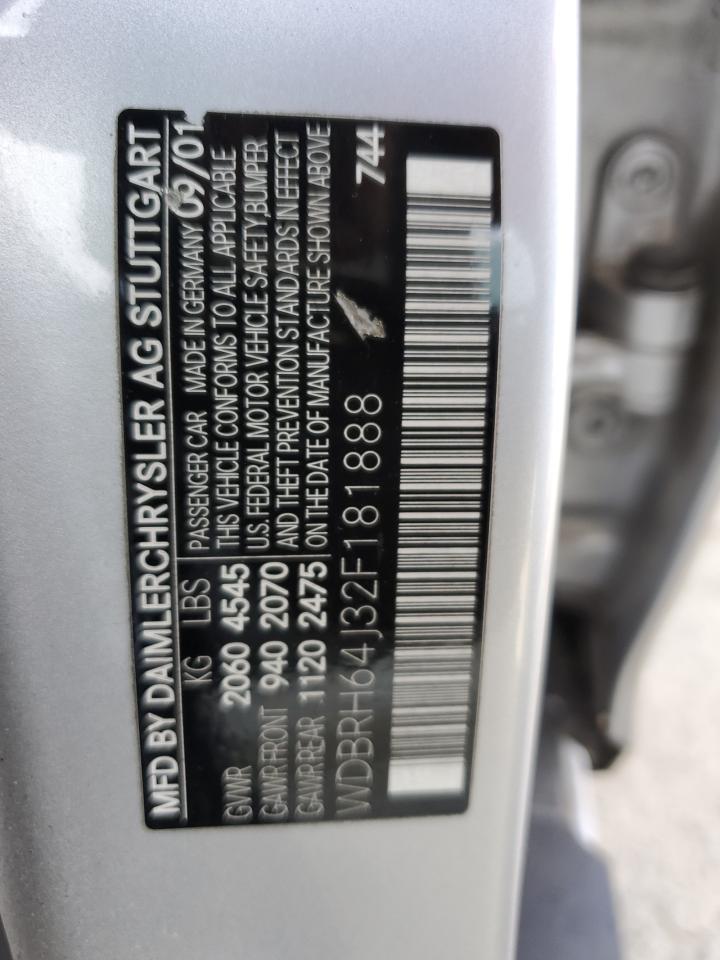 MFD BY DAIMLERCHRYSLER AG STUTTGART
KG LBS PASSENGER CAR MADE IN GERMANY 09/01
GVWR 2060 4545 THIS VEHICLE CONFORMS TO ALL APPLICABLE
U.S. FEDERAL MOTOR VEHICLE SAFETY,BUMPER
GAWR FRONT 940 2070 AND THEFT PREVENTION STANDARDS IN EFFECT
GAWR REAR 1120 2475 ON THE DATE OF MANUFACTURE SHOWN ABOVE
WDBRH64J32F181888 744